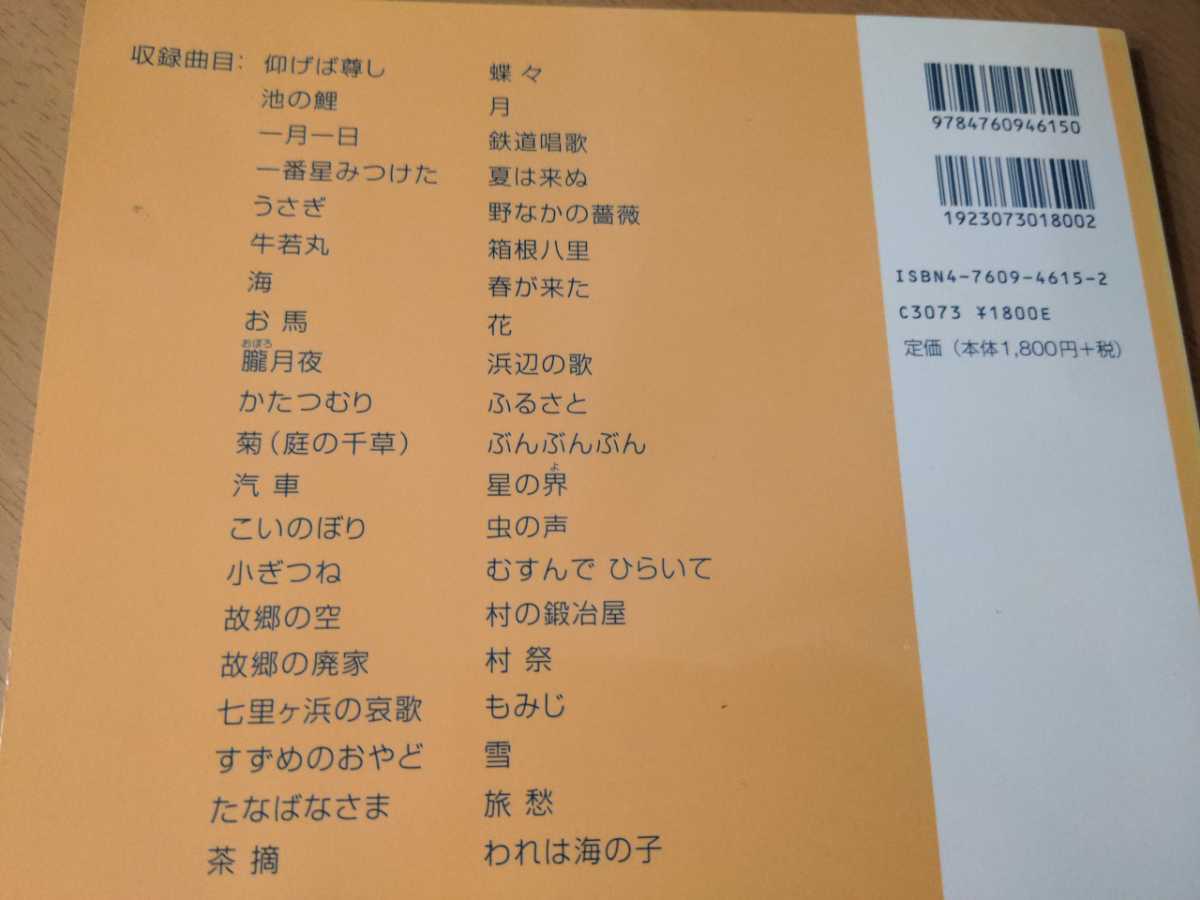 収録曲目:
仰げば尊し
池の鯉
一月一日
一番星みつけた
うさぎ
牛若丸
海
お馬
おぼろ
朧月夜
かたつむり
菊(庭の千草)
汽車
こいのぼり
小ぎつね
故郷の空
故郷の廃家
七里ヶ浜の哀歌
すずめのおやど
たなばなさま
茶摘
蝶々
月
鉄道唱歌
夏は来ぬ
野なかの薔薇
箱根八里
春が来た
花
浜辺の歌
ふるさと
ぶんぶんぶん
よ
星の界
虫の声
むすんで ひらいて
村の鍛冶屋
村祭
もみじ
雪
旅愁
われは海の子
9784760946150
1923073018002
ISBN4-7609-4615-2
C3073 ¥1800E
定価(本体1,800円+税)